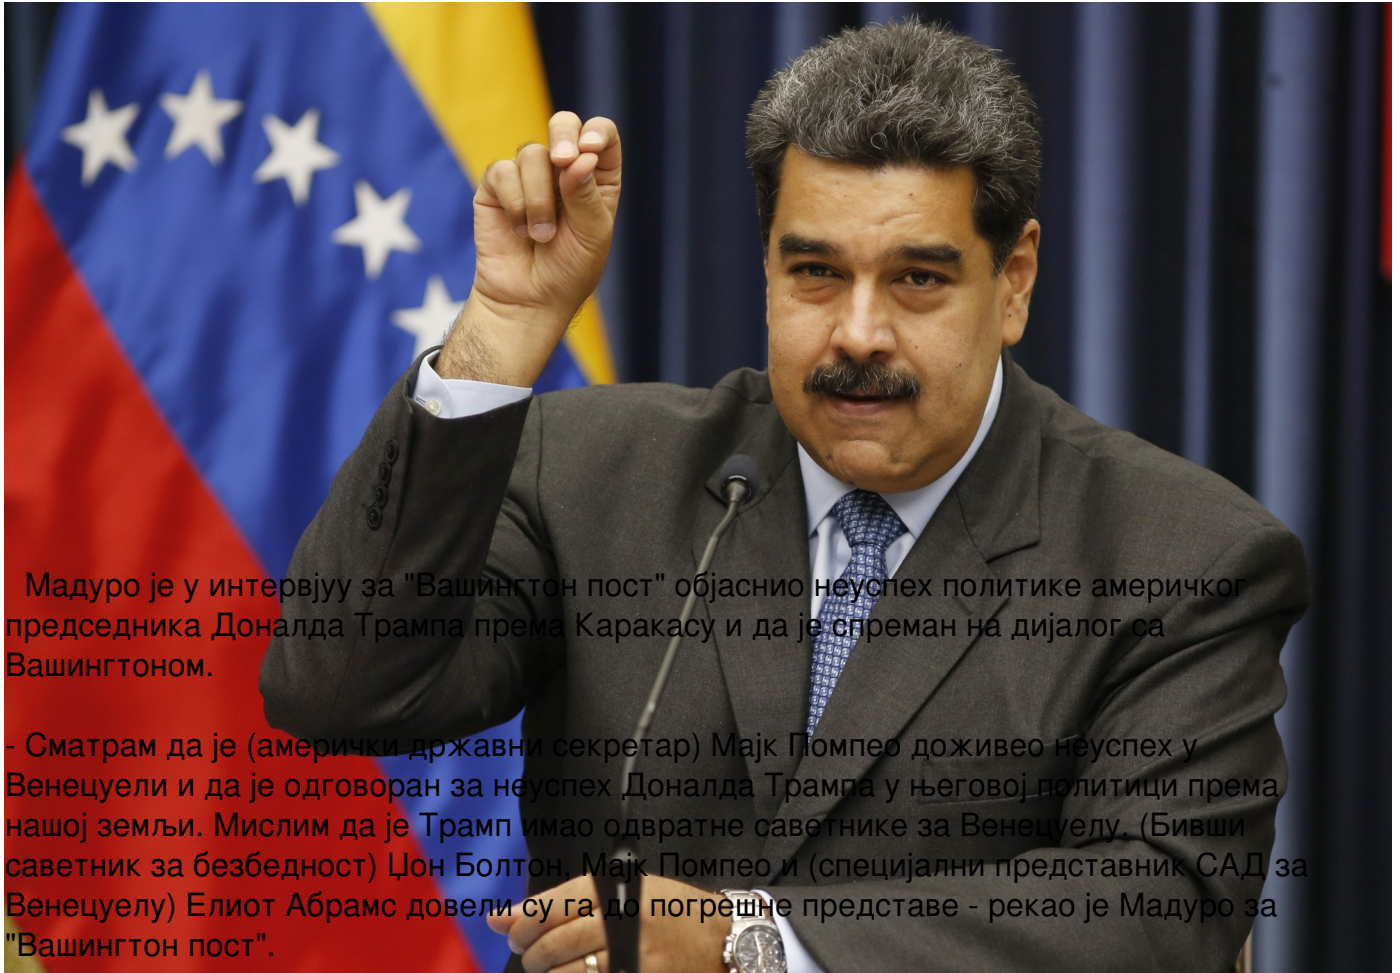 Мадуро је у интервјуу за "Вашингтон пост" објаснио неуспех политике америчког
председника Доналда Трампа према Каракасу и да је спреман на дијалог са
Вашингтоном.
- Сматрам да је (амерички државни секретар) Мајк Помпео доживео неуспех у
Венецуели и да је одговоран за неуспех Доналда Трампа у његовој политици према
нашој земљи. Мислим да је Трамп имао одвратне саветнике за Венецуелу. (Бивши
саветник за безбедност) Џон Болтон, Мајк Помпео и (специјални представник САД за
Венецуелу) Елиот Абрамс довели су га до погрешне представе - рекао је Мадуро за
"Вашингтон пост".